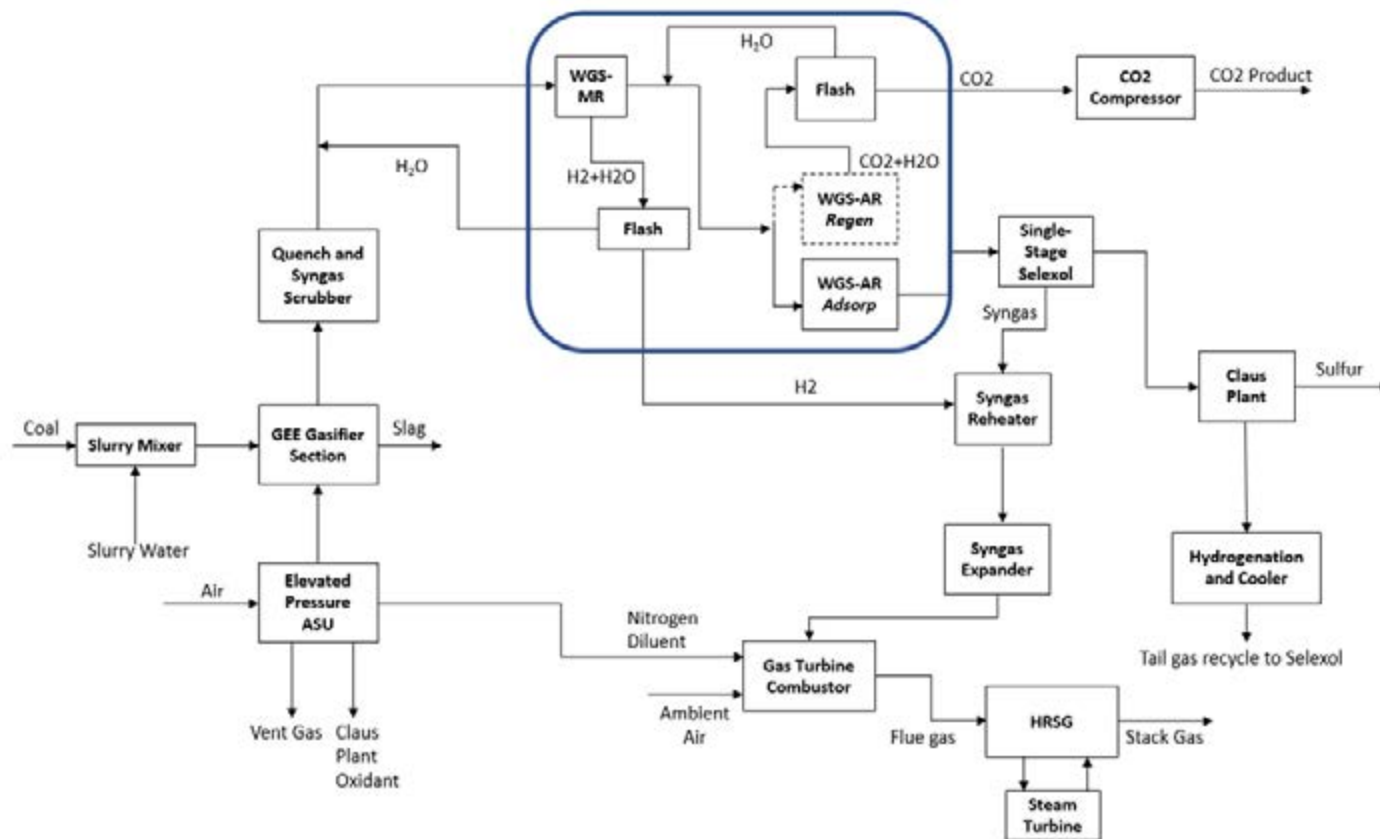 H₂O
WGS-
MR
Flash
CO2
CO2
Compressor
CO2 Product
H₂O
H2+H2O
CO2+H2O
WGS-AR
Regen
Flash
Quench and
Syngas
Scrubber
WGS-AR
Adsorp
Single-
Stage
Selexol
Syngas
H2
Syngas
Reheater
Claus
Plant
Sulfur
Coal
Slurry Mixer
GEE Gasifier
Section
Slag
Slurry Water
Syngas
Expander
Hydrogenation
and Cooler
Air
Elevated
Pressure
ASU
Nitrogen
Diluent
Gas Turbine
Combustor
Tail gas recycle to Selexol
Ambient
Air
Vent Gas
Claus
Plant
Oxidant
Flue gas
HRSG
Stack Gas
Steam
Turbine